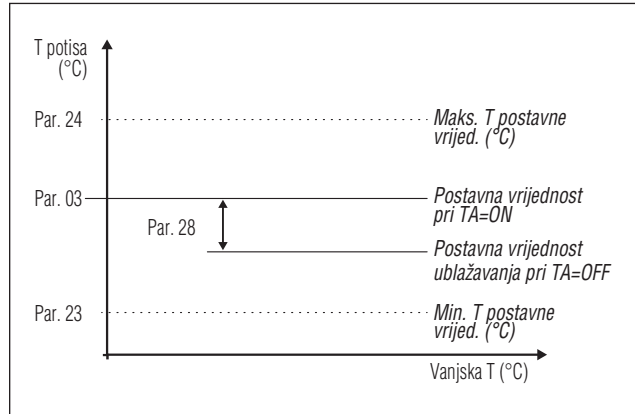 T potisa
(°C)
Par. 24
Maks. T postavne
vrijed. (°C)
Par. 03
Postavna vrijednost
pri TA=ON
Par. 28
Postavna vrijednost
ublažavanja pri TA=OFF
Par. 23
Min. T postavne
vrijed. (°C)
Vanjska T (°C)